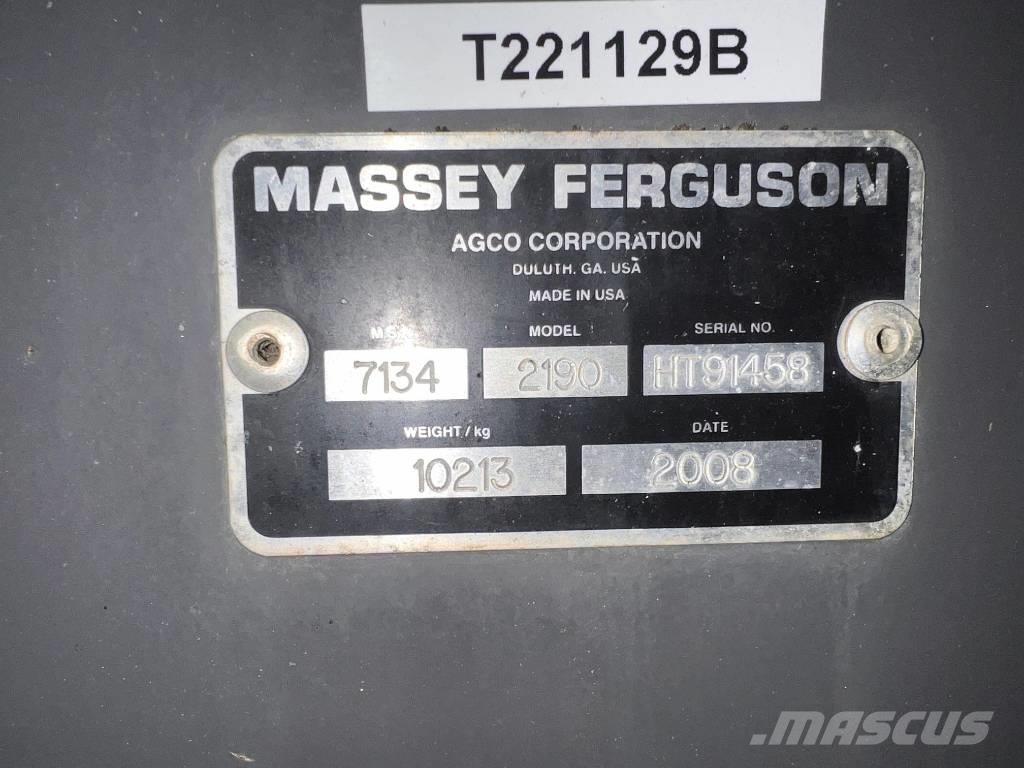 T221129B
MASSEY FERGUSON
AGCO CORPORATION
DULUTH. GA. USA
MADE IN USA
MODEL SERIAL NO.
7134 2190 HT91458
WEIGHT/kg DATE
10213 2008
MASCUS